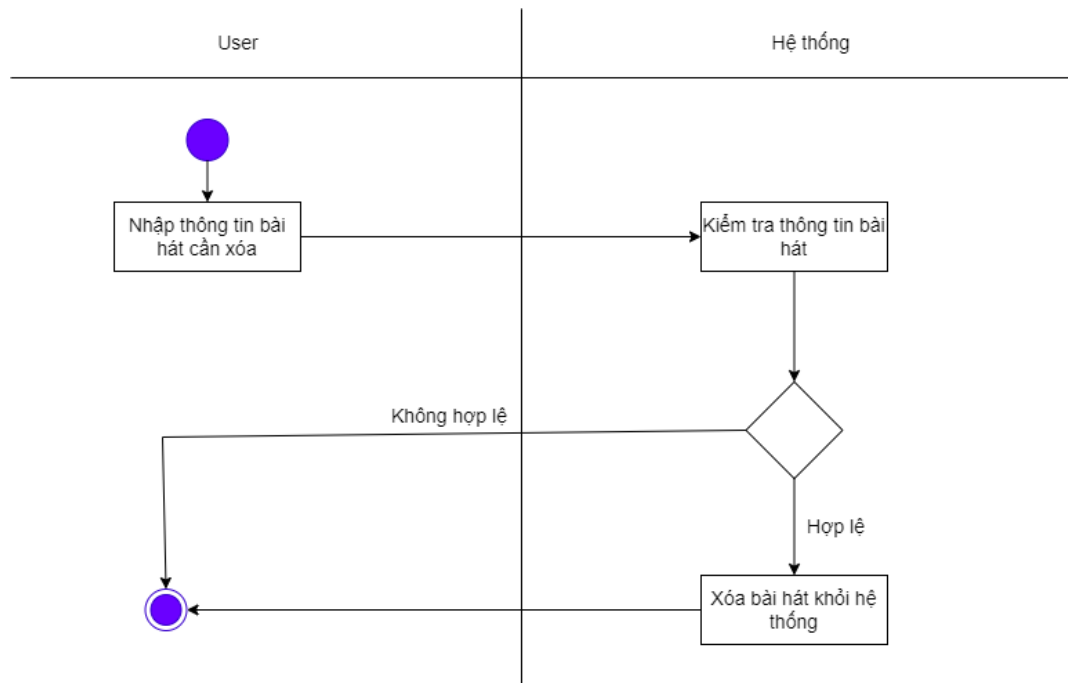 User
Hệ thống
Nhập thông tin bài
hát cần xóa
Kiểm tra thông tin bài
hát
Không hợp lệ
Hợp lệ
Xóa bài hát khỏi hệ
thống